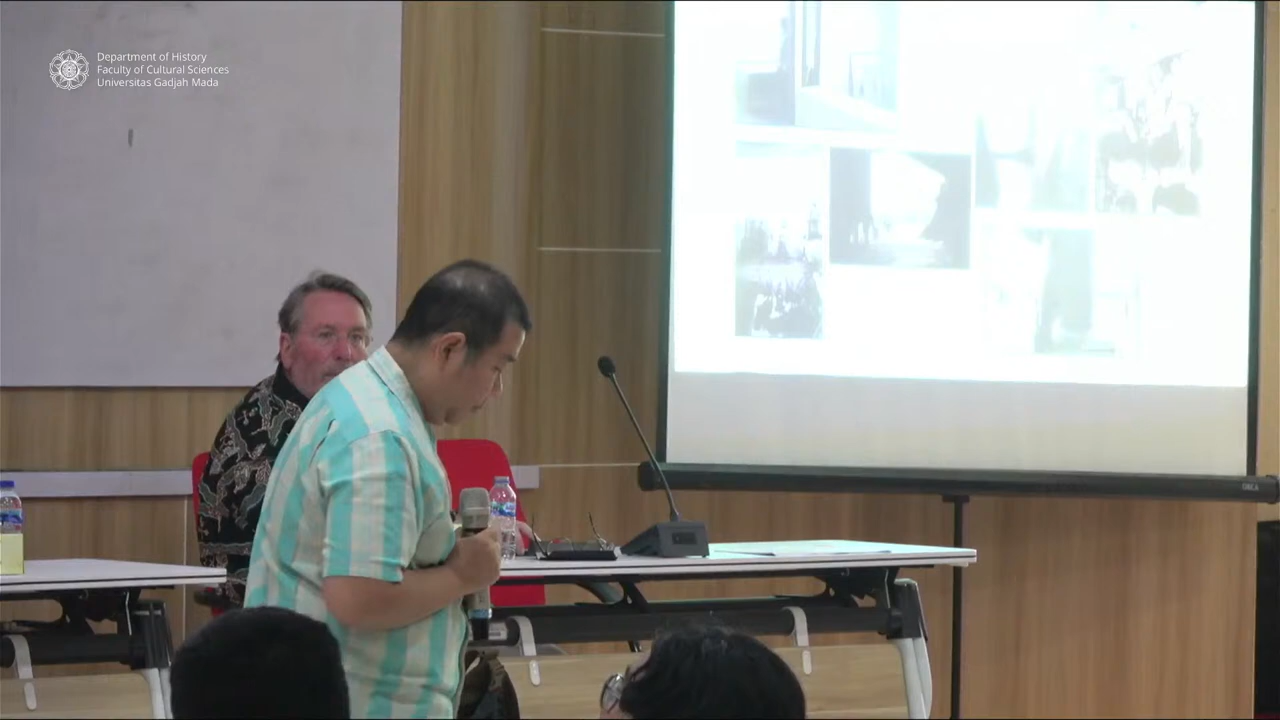 Department of History
Faculty of Cultural Sciences
Universitas Gadjah Mada